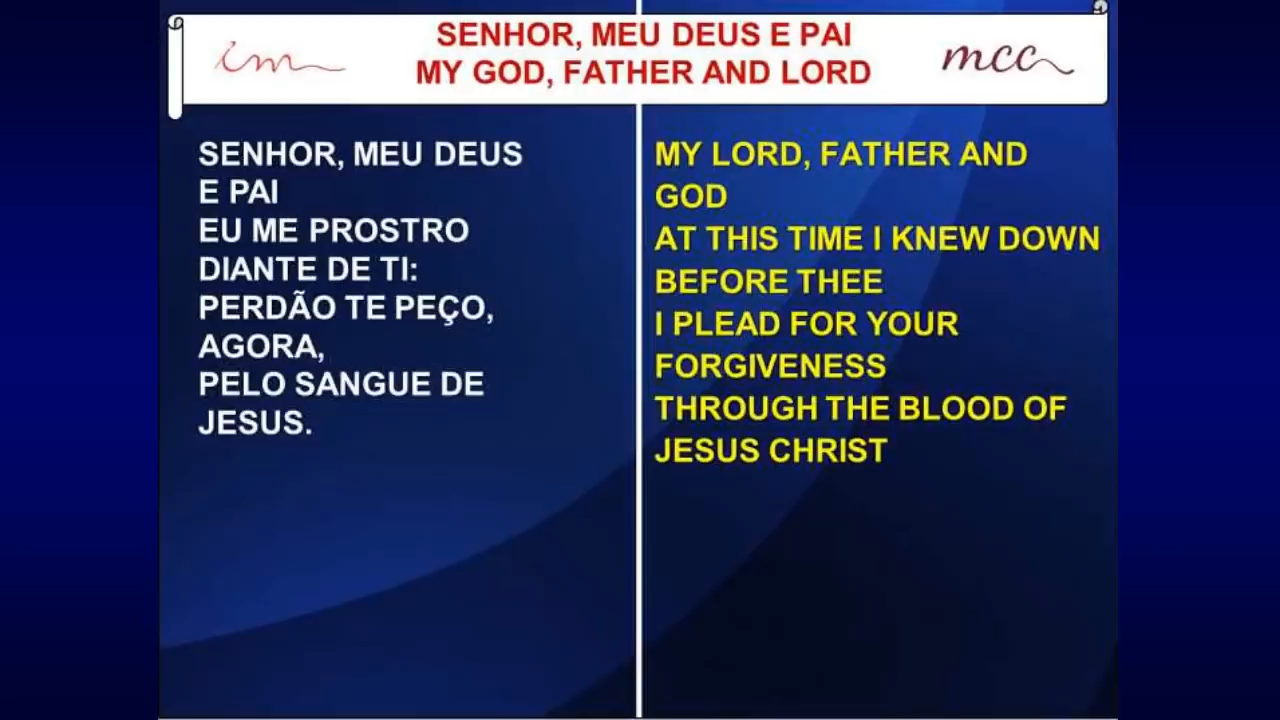 SENHOR, MEU DEUS E PAI
MY GOD, FATHER AND LORD
im
mcc
SENHOR, MEU DEUS
E PAI
EU ME PROSTRO
DIANTE DE TI:
PERDÃO TE PEÇO,
AGORA,
PELO SANGUE DE
JESUS.
MY LORD, FATHER AND
GOD
AT THIS TIME I KNEW DOWN
BEFORE THEE
I PLEAD FOR YOUR
FORGIVENESS
THROUGH THE BLOOD OF
JESUS CHRIST